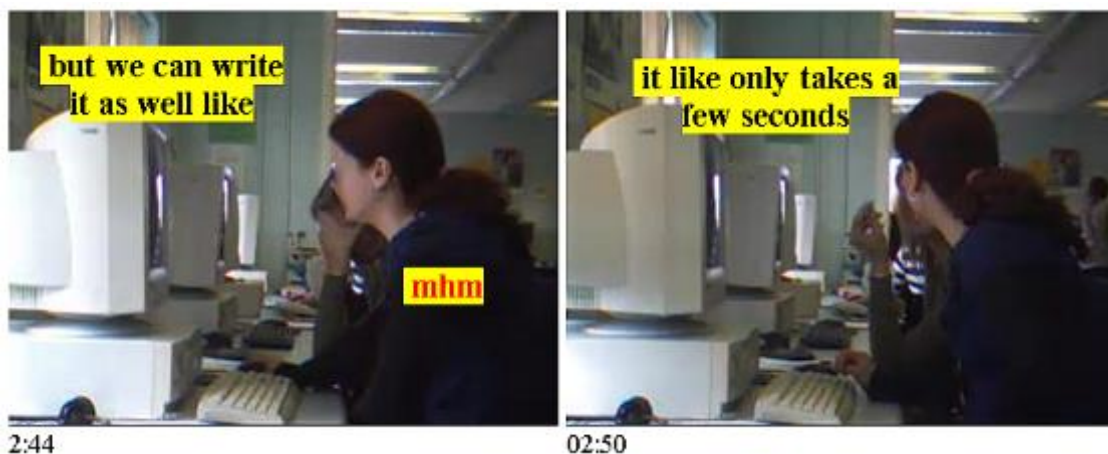 but we can write
it as well like
mhm
2:44
it like only takes a
few seconds
02:50